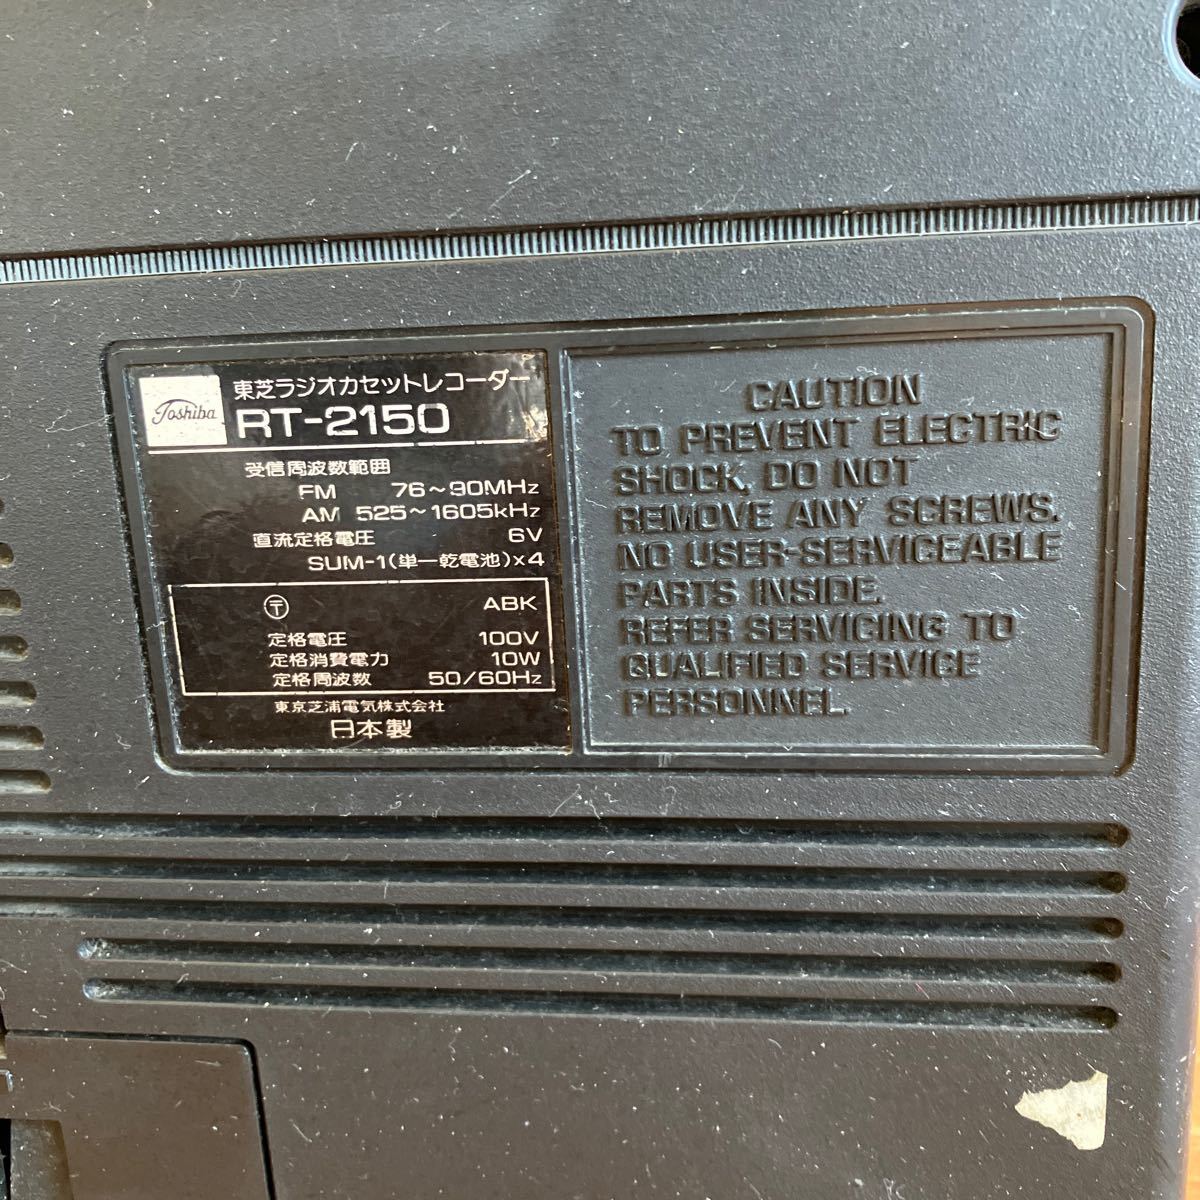 Toshiba
東芝ラジオカセットレコーダー
RT-2150
受信周波数範囲
FM 76~90MHz
AM 525~1605kHz
直流定格電圧 6V
SUM-1(単一乾電池)×4
〶 ABK
定格電圧 100V
定格消費電力 10W
定格周波数 50/60Hz
東京芝浦電気株式会社
日本製
CAUTION
TO PREVENT ELECTRIC
SHOCK, DO NOT
REMOVE ANY SCREWS.
NO USER-SERVICEABLE
PARTS INSIDE.
REFER SERVICING TO
QUALIFIED SERVICE
PERSONNEL.